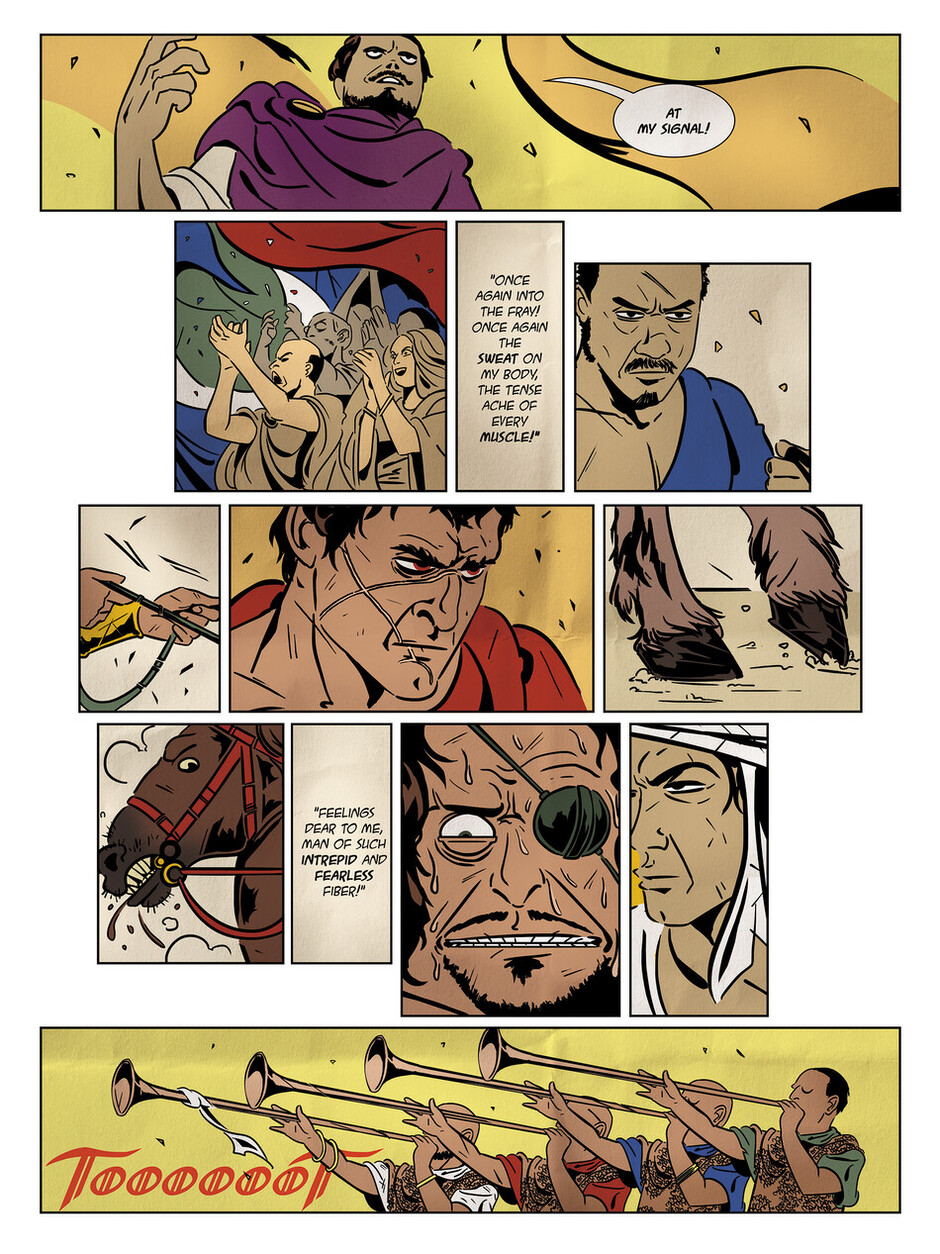 AT
MY SIGNAL!
"ONCE
AGAIN INTO
THE FRAY!
ONCE AGAIN
THE
SWEAT ON
MY BODY,
THE TENSE
ACHE OF
EVERY
MUSCLE!"
"FEELINGS
DEAR TO ME,
MAN OF SUCH
INTREPID AND
FEARLESS
FIBER!"
TOOOOOOOT